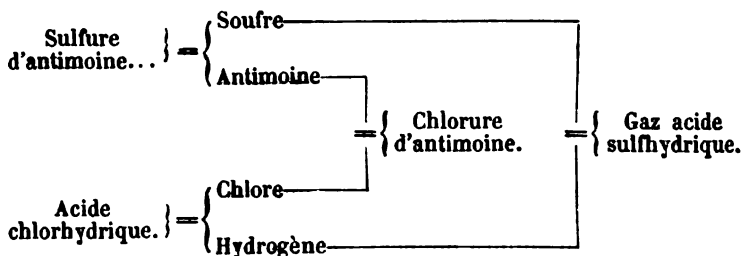 Sulfure
d'antimoine...
=
Soufre
Antimoine
=
Chlorure
d'antimoine.
=
Gaz acide
sulfhydrique.
Acide
chlorhydrique.
=
Chlore
Hydrogène